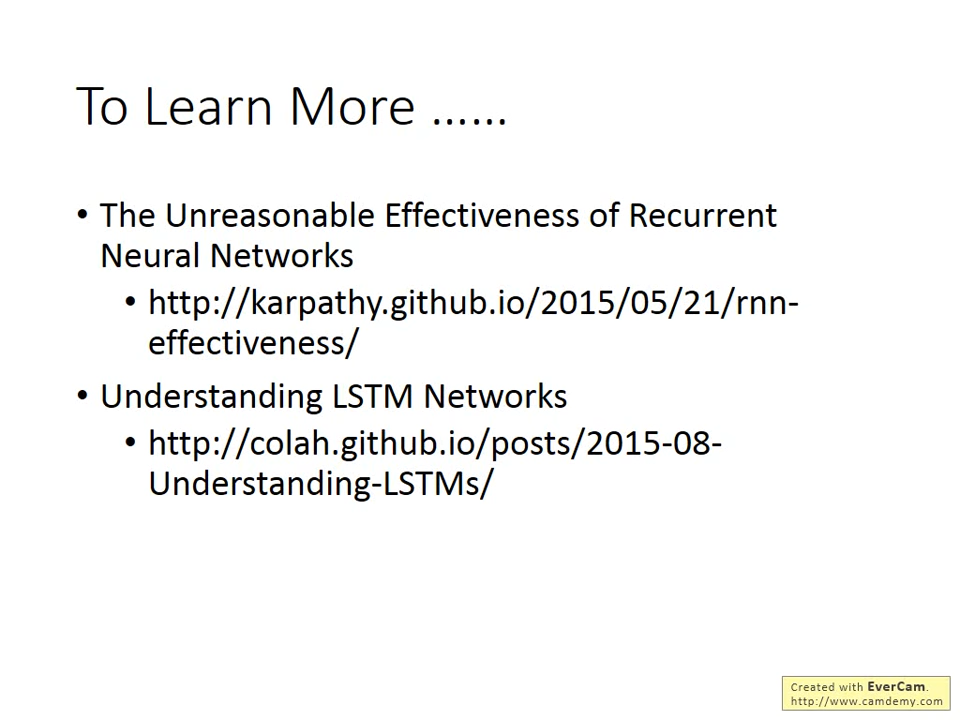 To Learn More ……
• The Unreasonable Effectiveness of Recurrent
Neural Networks
• http://karpathy.github.io/2015/05/21/rnn-
effectiveness/
• Understanding LSTM Networks
• http://colah.github.io/posts/2015-08-
Understanding-LSTMs/
Created with EverCam.
http://www.camdemy.com